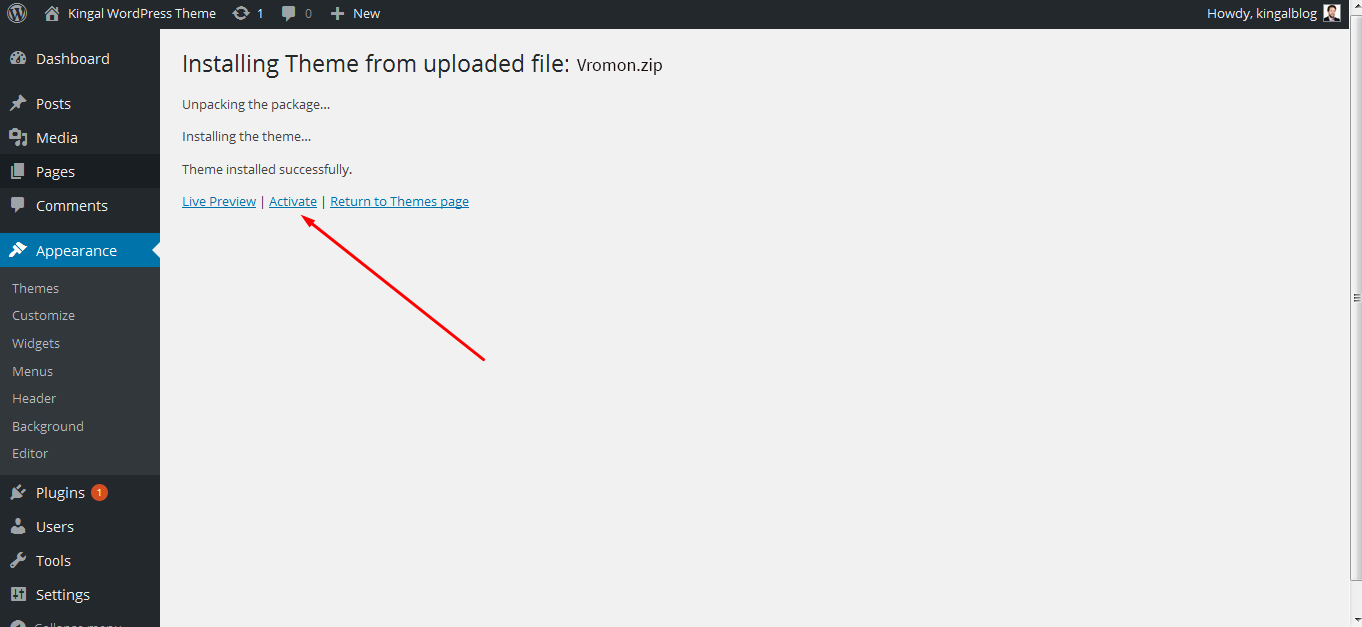 Kingal WordPress Theme 1 0 New Howdy, kingalblog
Dashboard
Posts
Media
Pages
Comments
Appearance
Themes
Customize
Widgets
Menus
Header
Background
Editor
Plugins 1
Users
Tools
Settings
Collapse menu
Installing Theme from uploaded file: Vromon.zip
Unpacking the package...
Installing the theme...
Theme installed successfully.
Live Preview | Activate | Return to Themes page